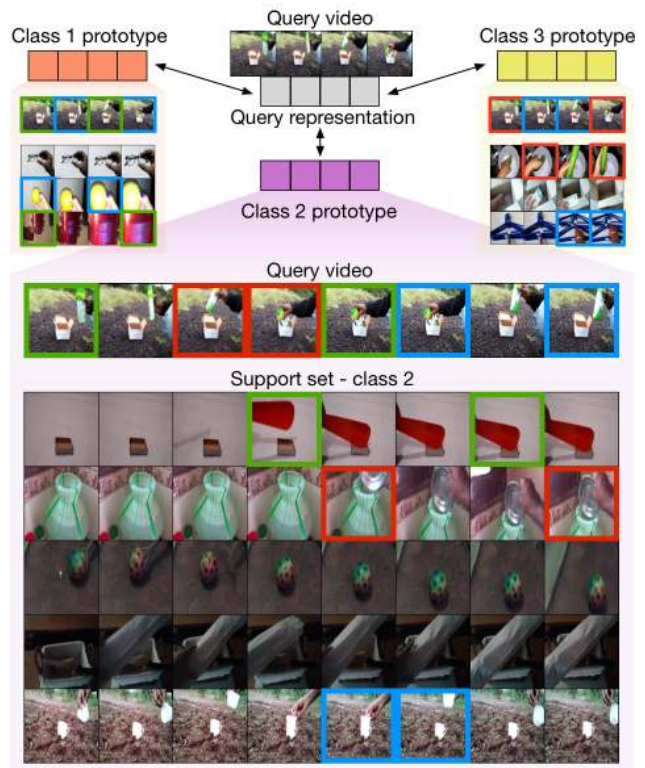 Query video
Class 1 prototype
Class 3 prototype
Query representation
Class 2 prototype
Query video
Support set - class 2